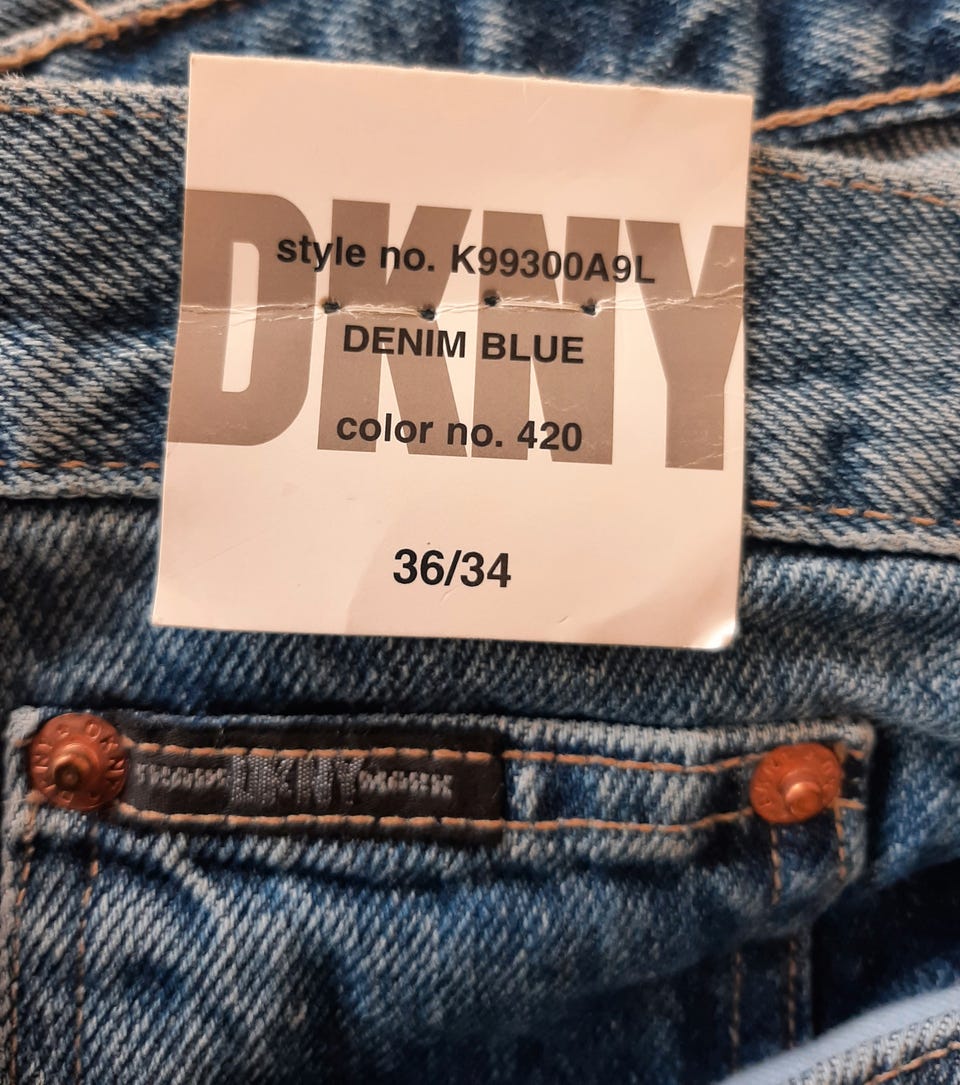 DKNY
style no. K99300A9L
DENIM BLUE
color no. 420
36/34
DKNY